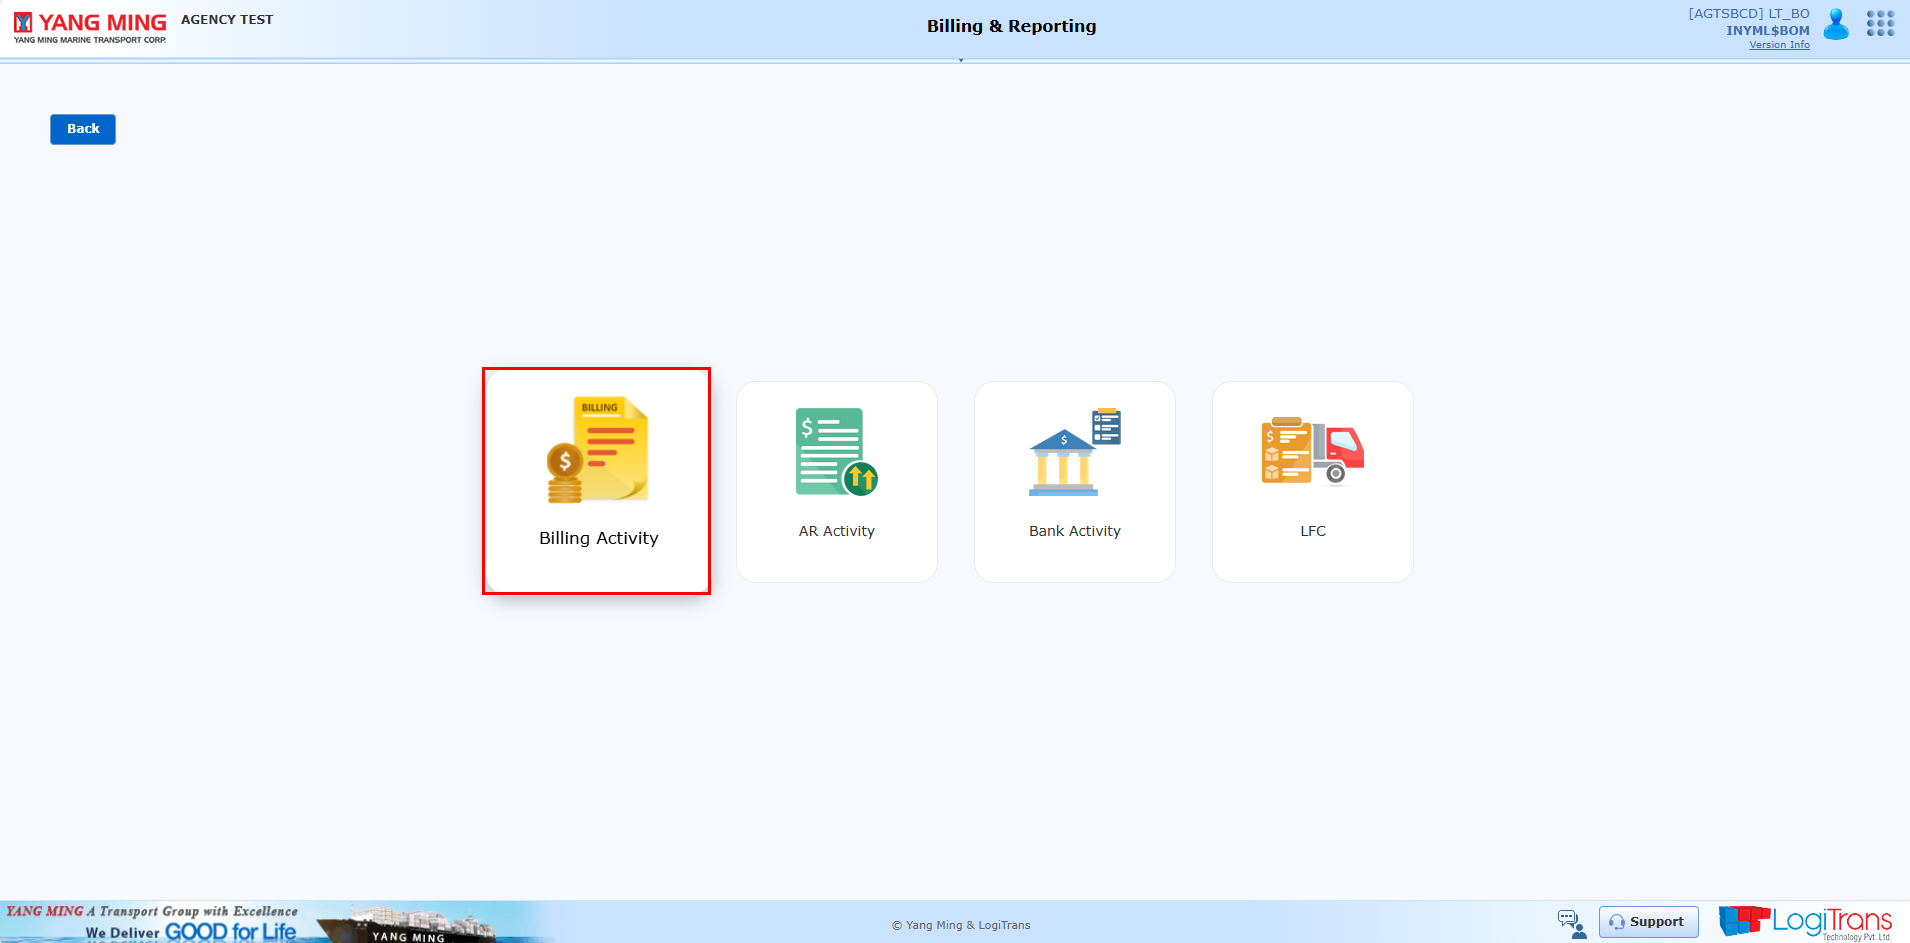 YANG MING
YANG MING MARINE TRANSPORT CORP.
AGENCY TEST
Billing & Reporting
[AGTSBCD] LT_BO
INYML$BOM
Version Info
Back
BILLING
Billing Activity
AR Activity
Bank Activity
LFC
YANG MING A Transport Group with Excellence
We Deliver GOOD for Life
YANG MING
© Yang Ming & LogiTrans
Support
LogiTrans
Technology Pvt. Ltd.